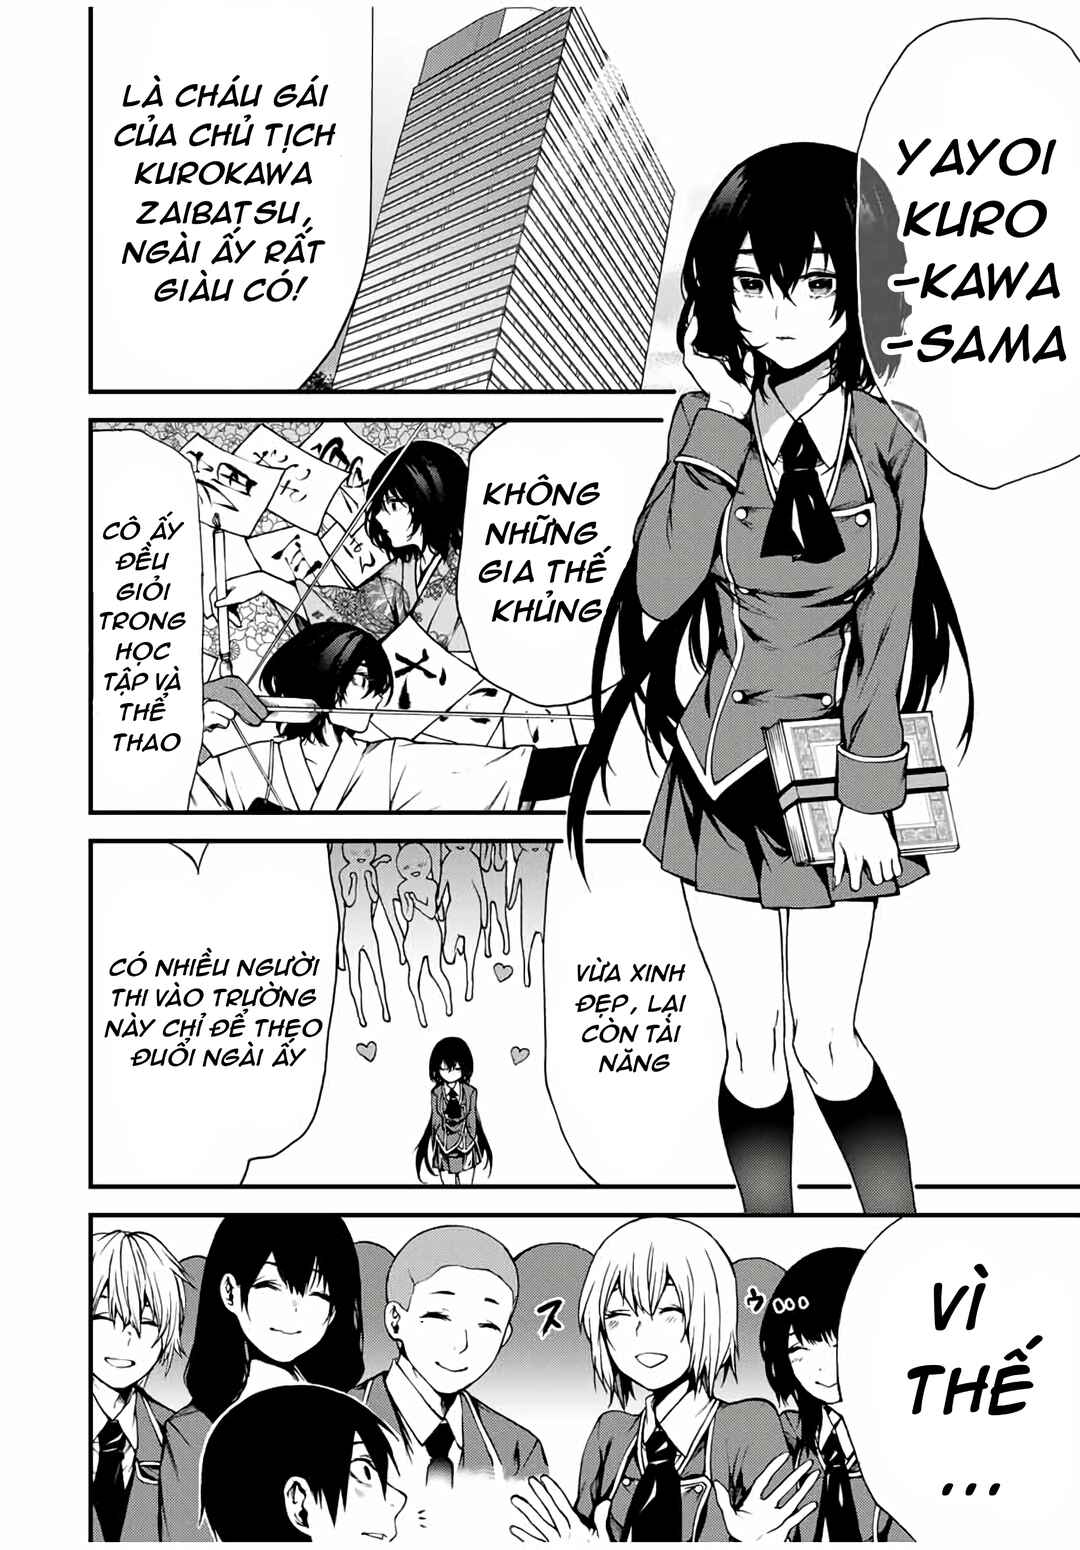 YAYOI
KURO
-KAWA
-SAMA
LÀ CHÁU GÁI
CỦA CHỦ TỊCH
KUROKAWA
ZAIBATSU,
NGÀI ẤY RẤT
GIÀU CÓ!
KHÔNG
NHỮNG
GIA THẾ
KHỦNG
CÔ ẤY
ĐỀU
GIỎI
TRONG
HỌC
TẬP VÀ
THỂ
THAO
VỪA XINH
ĐẸP, LẠI
CÒN TÀI
NĂNG
CÓ NHIỀU NGƯỜI
THI VÀO TRƯỜNG
NÀY CHỈ ĐỂ THEO
ĐUỔI NGÀI ẤY
VÌ
THẾ
...
ゥ...
ス